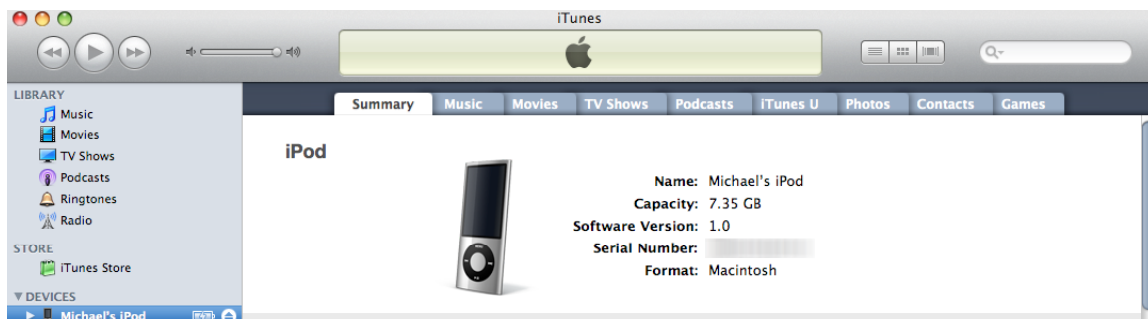 iTunes
LIBRARY
Music
Movies
TV Shows
Podcasts
Ringtones
Radio
STORE
iTunes Store
DEVICES
Michael's iPod
Summary Music Movies TV Shows Podcasts iTunes U Photos Contacts Games
iPod
MENU
Name: Michael's iPod
Capacity: 7.35 GB
Software Version: 1.0
Serial Number:
Format: Macintosh